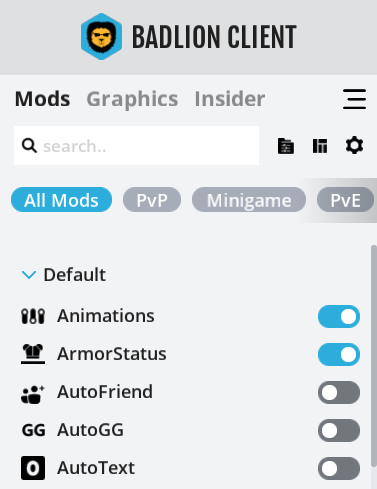 BADLION CLIENT
Mods Graphics Insider
search..
All Mods PvP Minigame PvE
Default
Animations
ArmorStatus
AutoFriend
GG AutoGG
AutoText